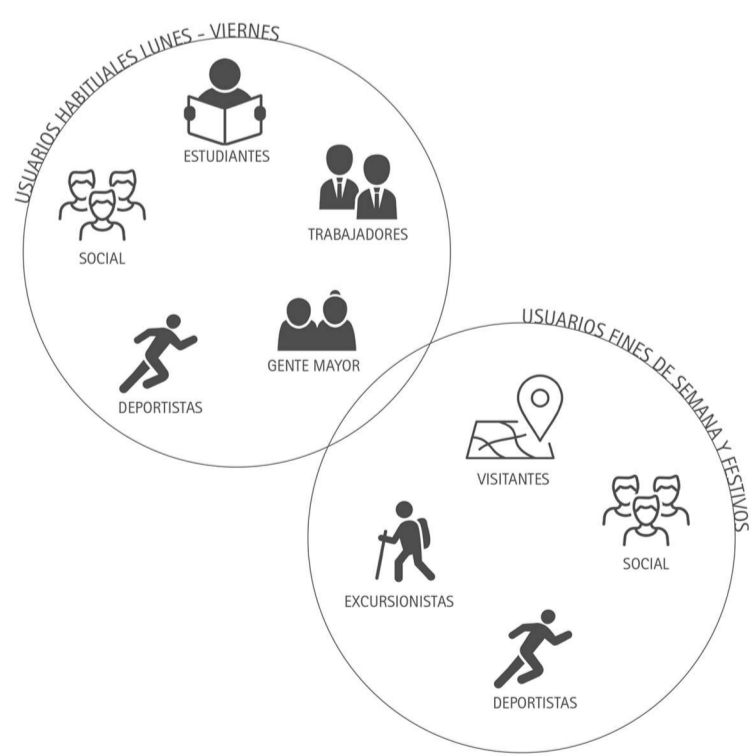 USUARIOS HABITUALES LUNES - VIERNES
ESTUDIANTES
TRABAJADORES
SOCIAL
GENTE MAYOR
DEPORTISTAS
USUARIOS FINES DE SEMANA Y FESTIVOS
VISITANTES
SOCIAL
EXCURSIONISTAS
DEPORTISTAS